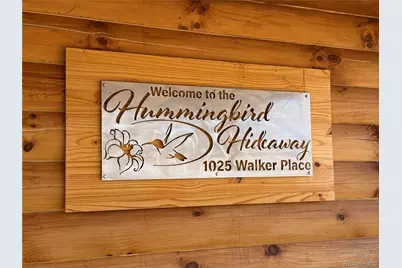 Welcome to the
Hummingbird
Hideaway
1025 Walker Place